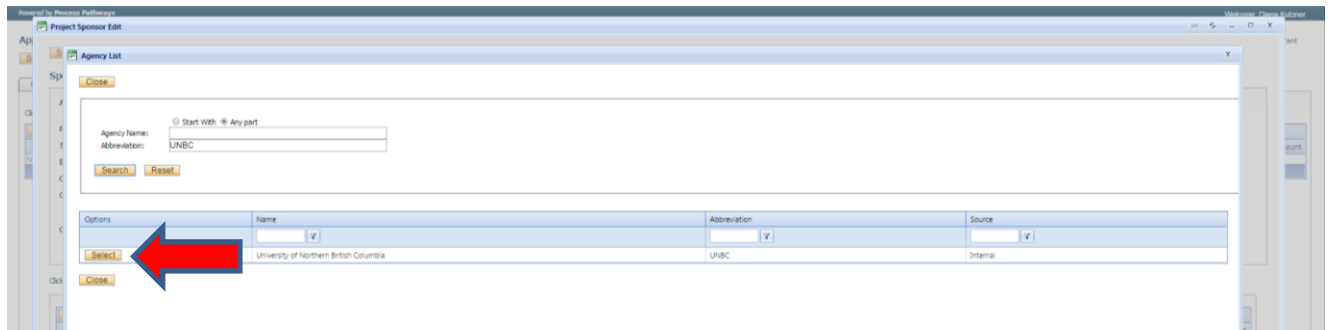 Powered by Process Pathways
Welcome: Diana Kutzner
Project Sponsor Edit
Agency List
Close
Start With Any part
Agency Name:
Abbreviation: UNBC
Search Reset
Options Name Abbreviation Source
Select University of Northern British Columbia UNBC Internal
Close